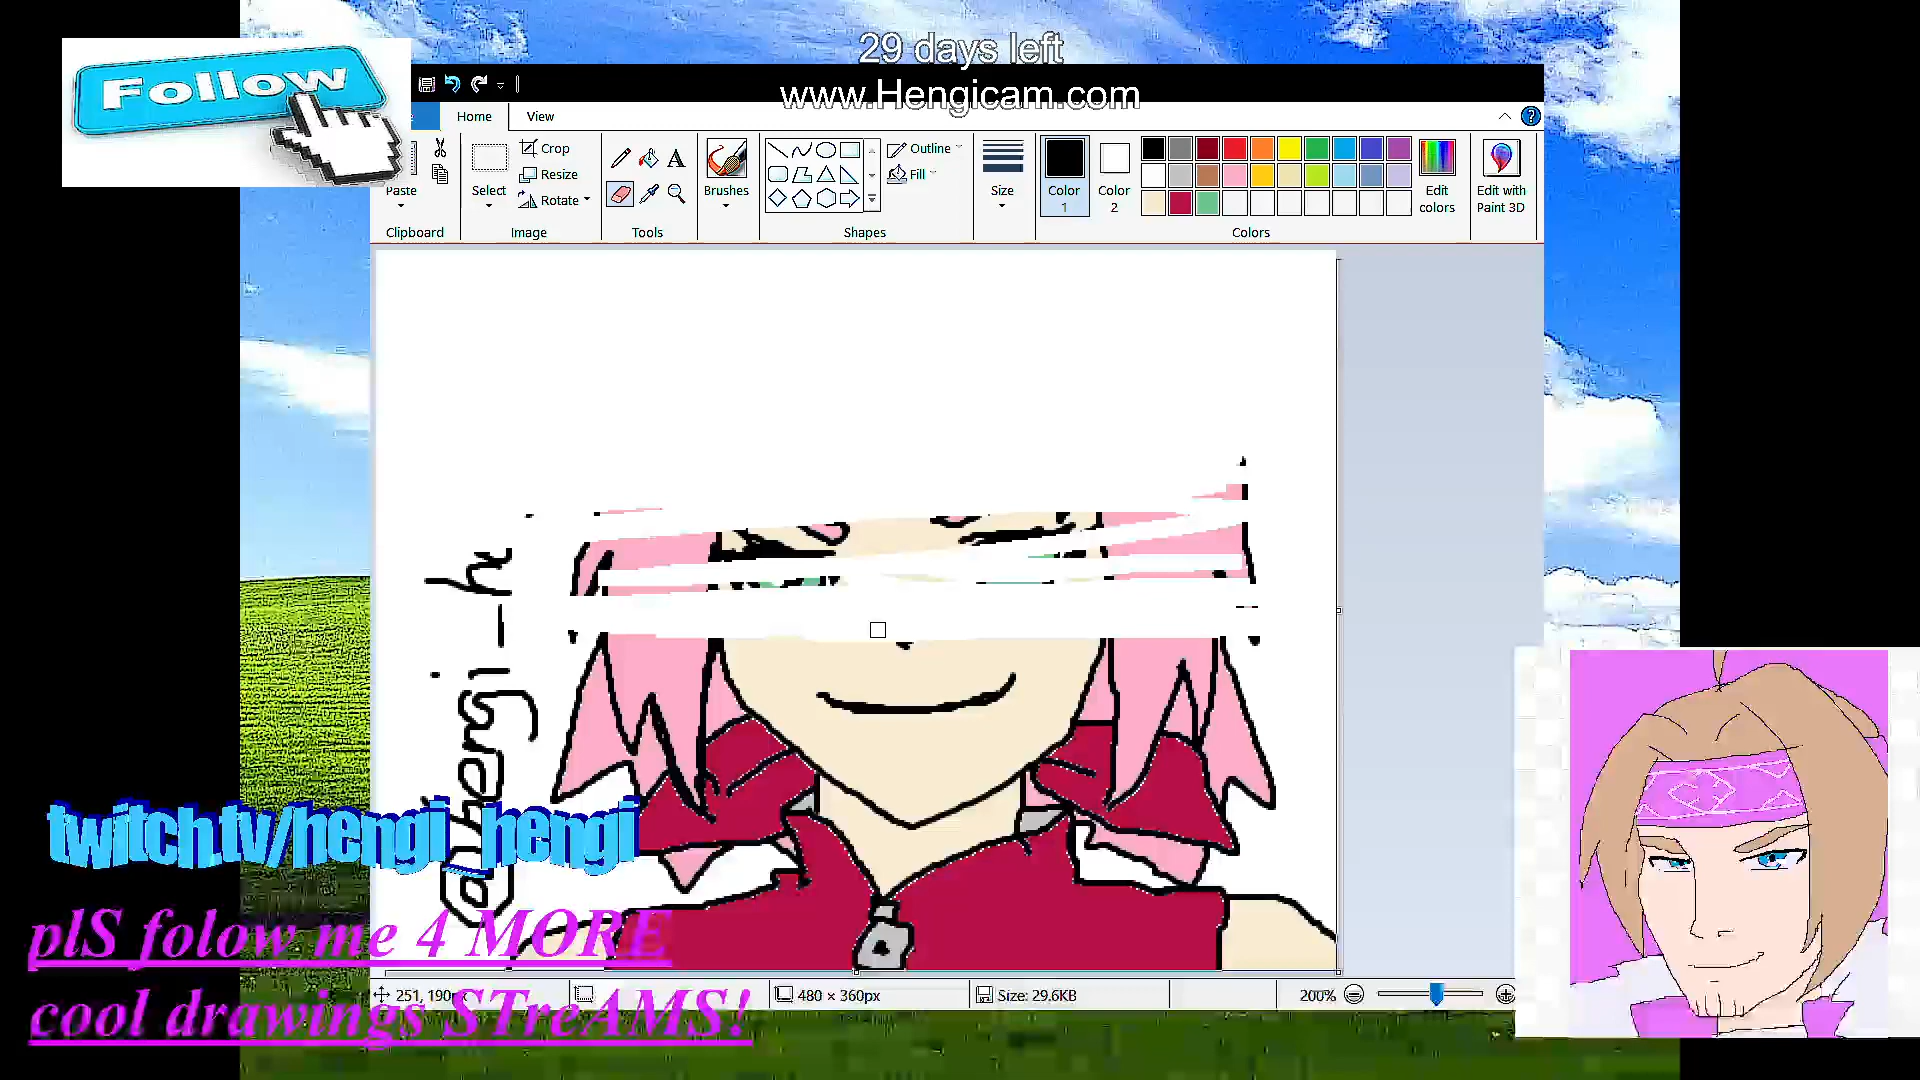 29 days left
www.Hengicam.com
Follow
Home
View
Paste
Clipboard
Select
Crop
Resize
Rotate
Image
A
Tools
Brushes
Outline
Fill
Shapes
Size
Color
1
Color
2
Edit
colors
Edit with
Paint 3D
Colors
@hengi_h
twitch.tv/hengi_hengi
plS folow me 4 MORE
cool drawings STreAMS!
251, 190
480 × 360px
Size: 29.6KB
200%